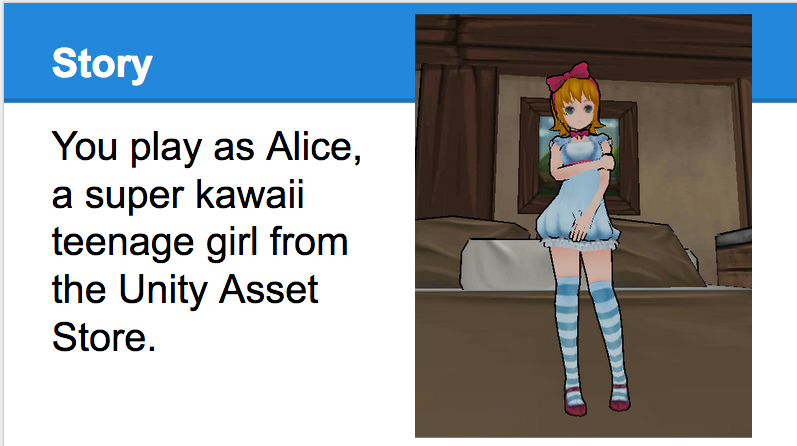 Story
You play as Alice,
a super kawaii
teenage girl from
the Unity Asset
Store.